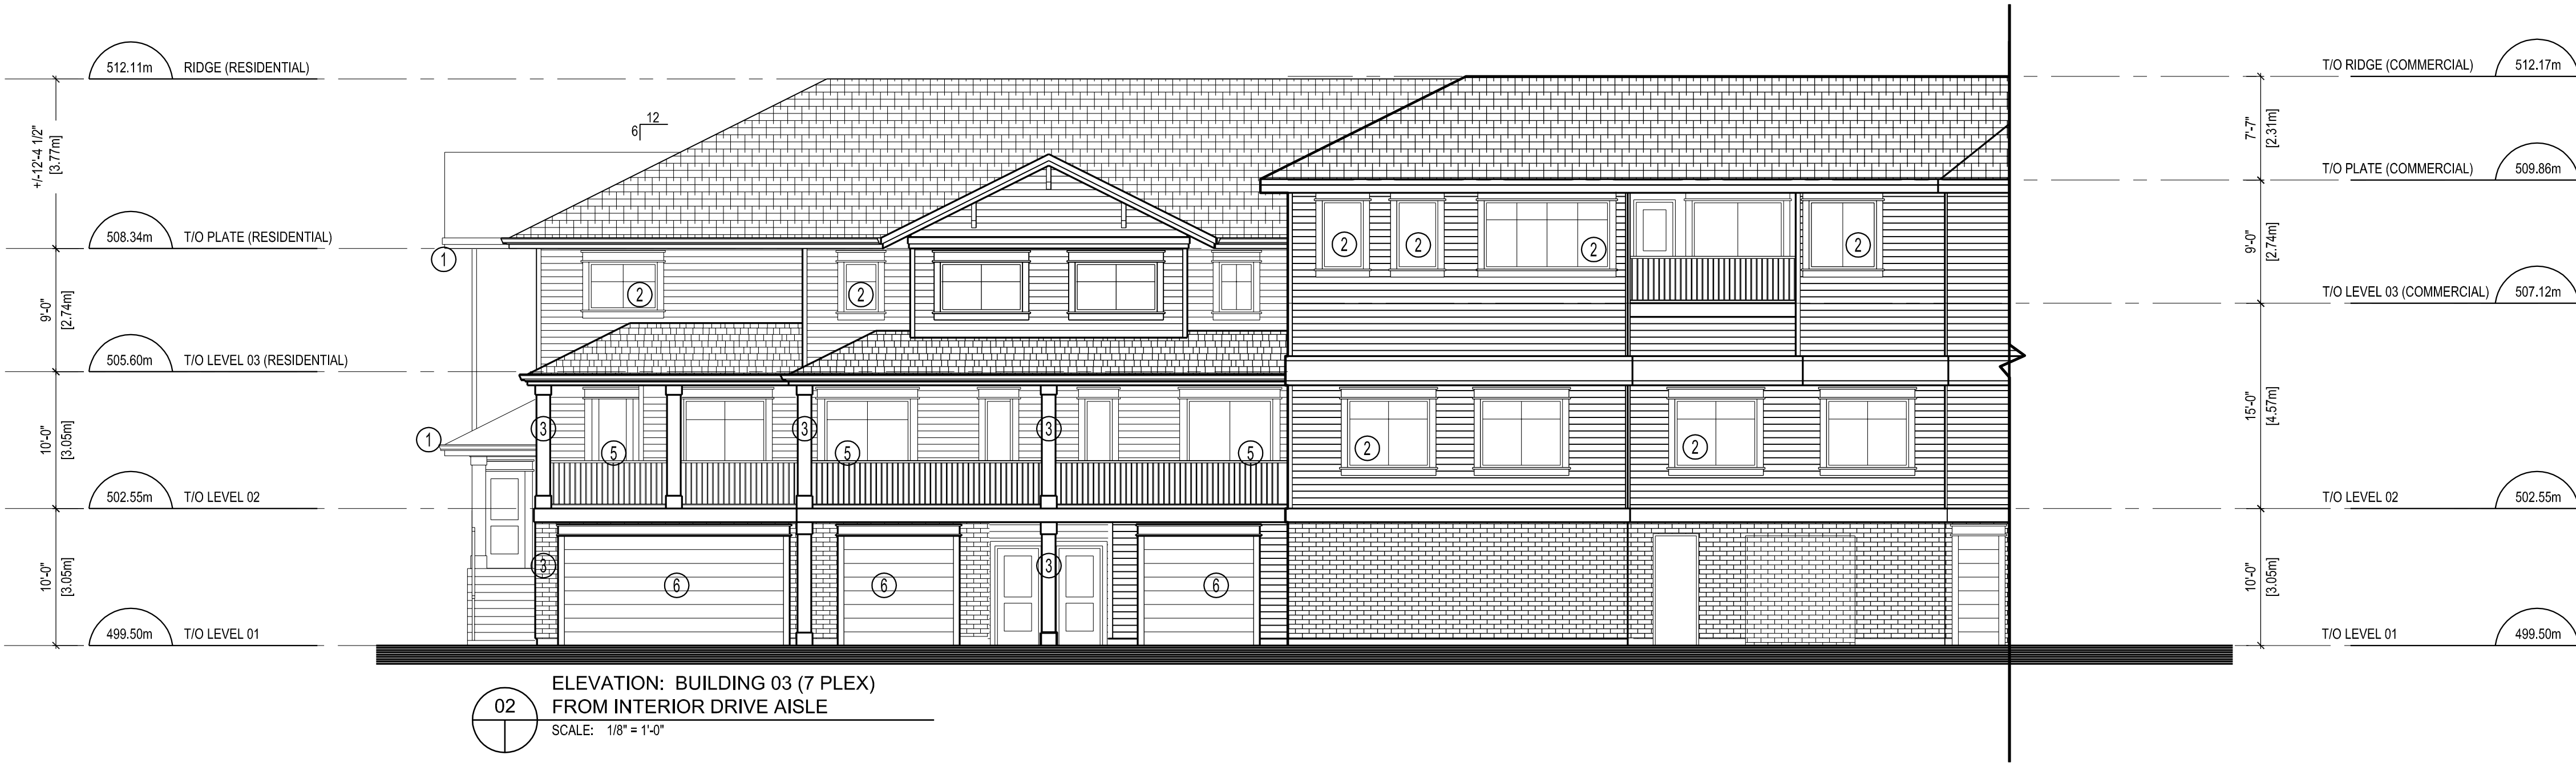 512.11m RIDGE (RESIDENTIAL)
+/-12'-4 1/2"
[3.77m]
508.34m T/O PLATE (RESIDENTIAL)
9'-0"
[2.74m]
505.60m T/O LEVEL 03 (RESIDENTIAL)
10'-0"
[3.05m]
502.55m T/O LEVEL 02
10'-0"
[3.05m]
499.50m T/O LEVEL 01
12
6
1
2
2
2
2
2
2
1
3
3
3
5
5
5
2
2
3
3
6
6
6
T/O RIDGE (COMMERCIAL) 512.17m
7'-7"
[2.31m]
T/O PLATE (COMMERCIAL) 509.86m
9'-0"
[2.74m]
T/O LEVEL 03 (COMMERCIAL) 507.12m
15'-0"
[4.57m]
T/O LEVEL 02 502.55m
10'-0"
[3.05m]
T/O LEVEL 01 499.50m
02
ELEVATION: BUILDING 03 (7 PLEX)
FROM INTERIOR DRIVE AISLE
SCALE: 1/8" = 1'-0"